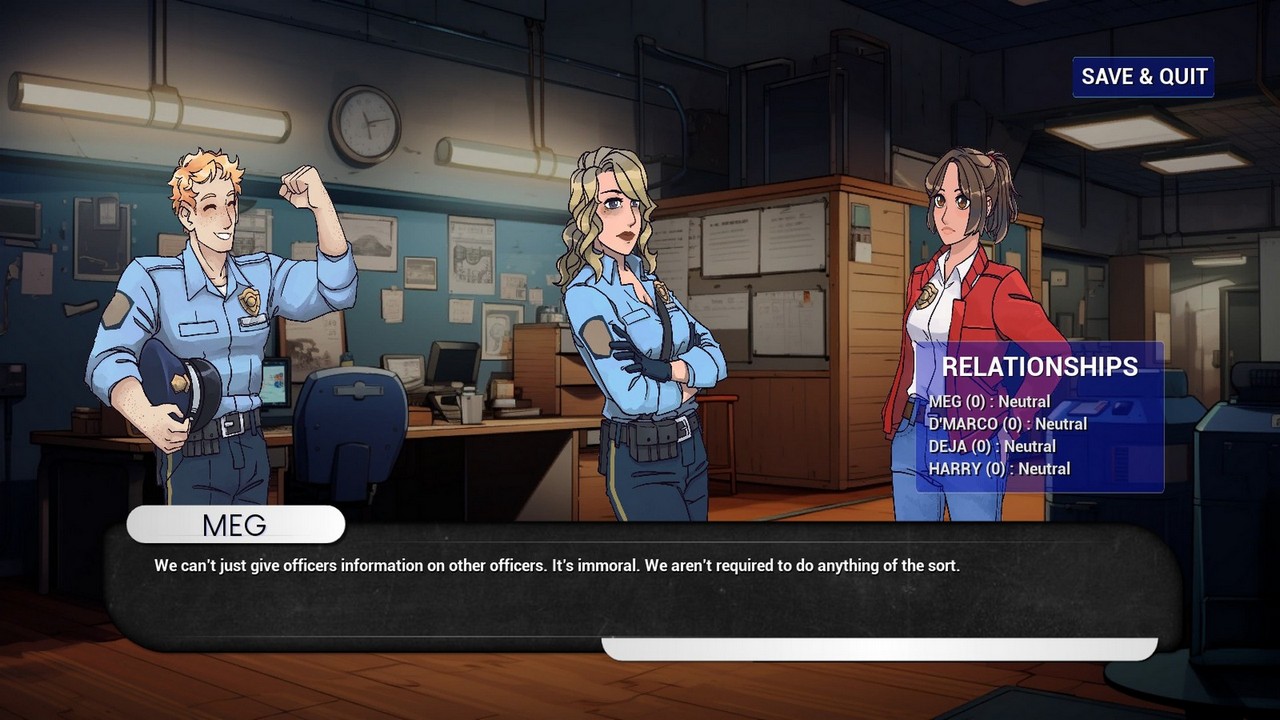 SAVE & QUIT
RELATIONSHIPS
MEG (0) : Neutral
D'MARCO (0) : Neutral
DEJA (0) : Neutral
HARRY (0) : Neutral
MEG
We can't just give officers information on other officers. It's immoral. We aren't required to do anything of the sort.